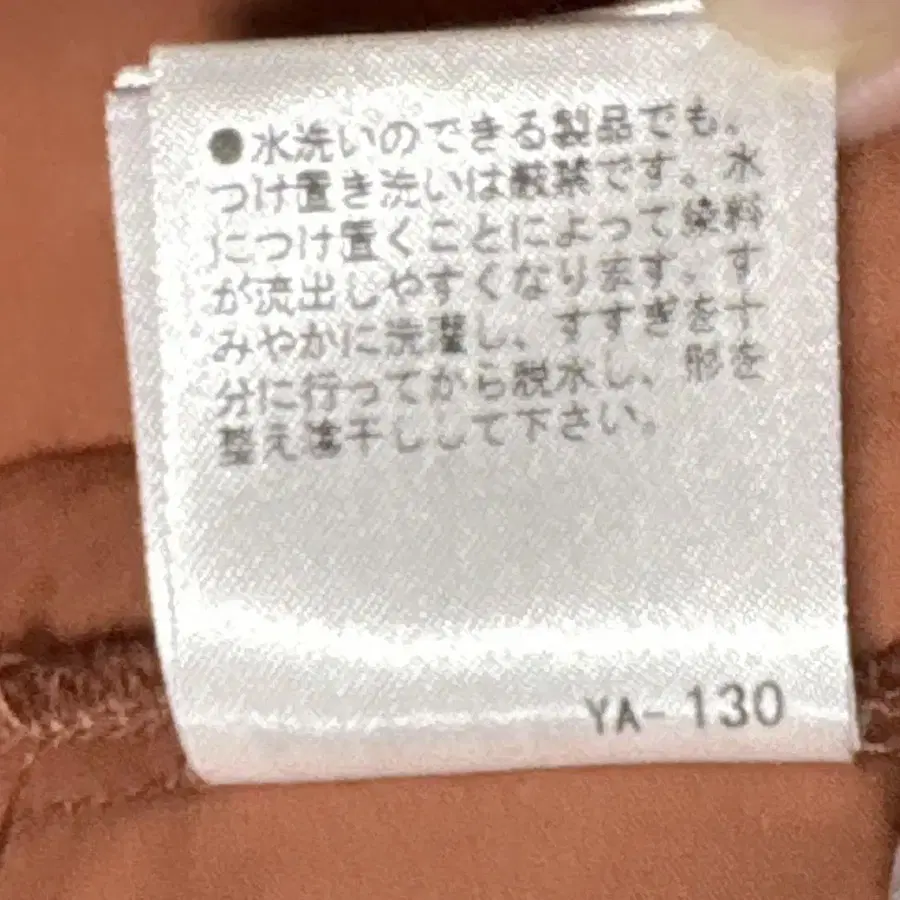 ●水洗いのできる製品でも。
つけ置き洗いは厳禁です。水
につけ置くことによって染料
が流出しやすくなります。す
みやかに洗濯し、すすぎを十
分に行ってから脱水し、形を
整え陰干しして下さい。
YA-130